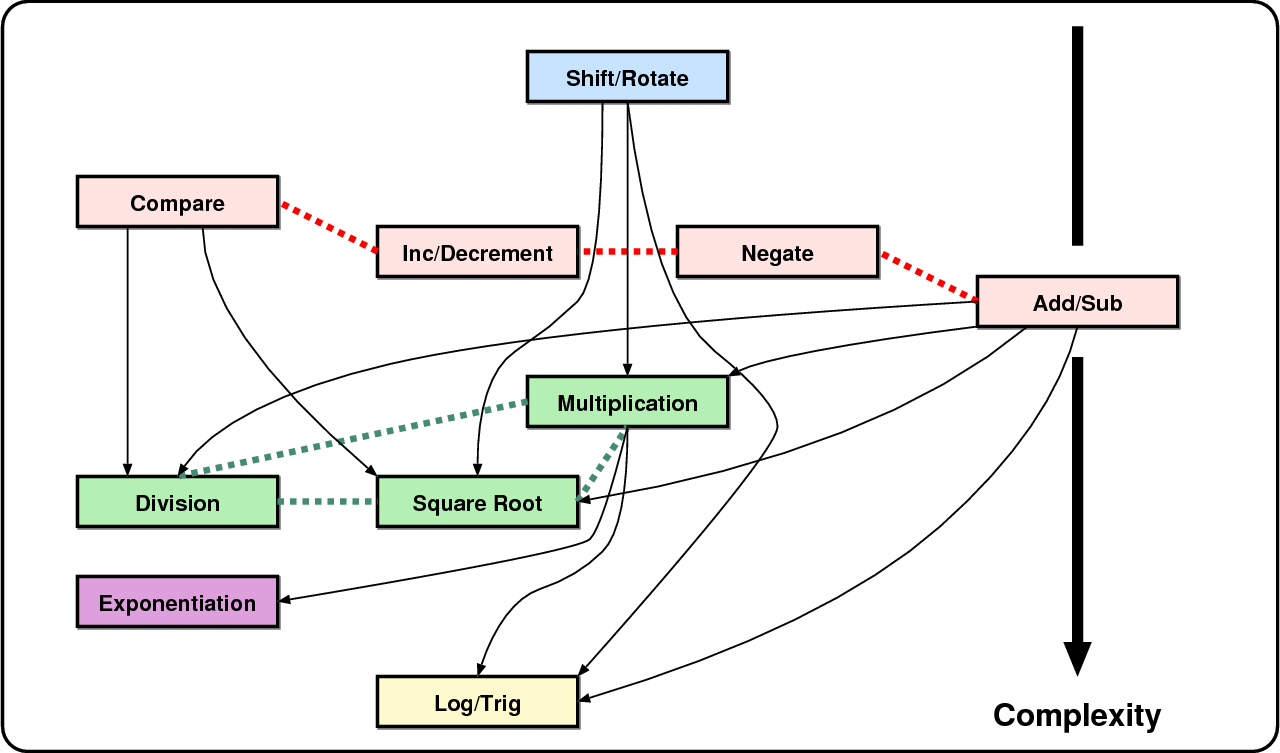 Shift/Rotate
Compare
Inc/Decrement
Negate
Add/Sub
Multiplication
Division
Square Root
Exponentiation
Log/Trig
Complexity